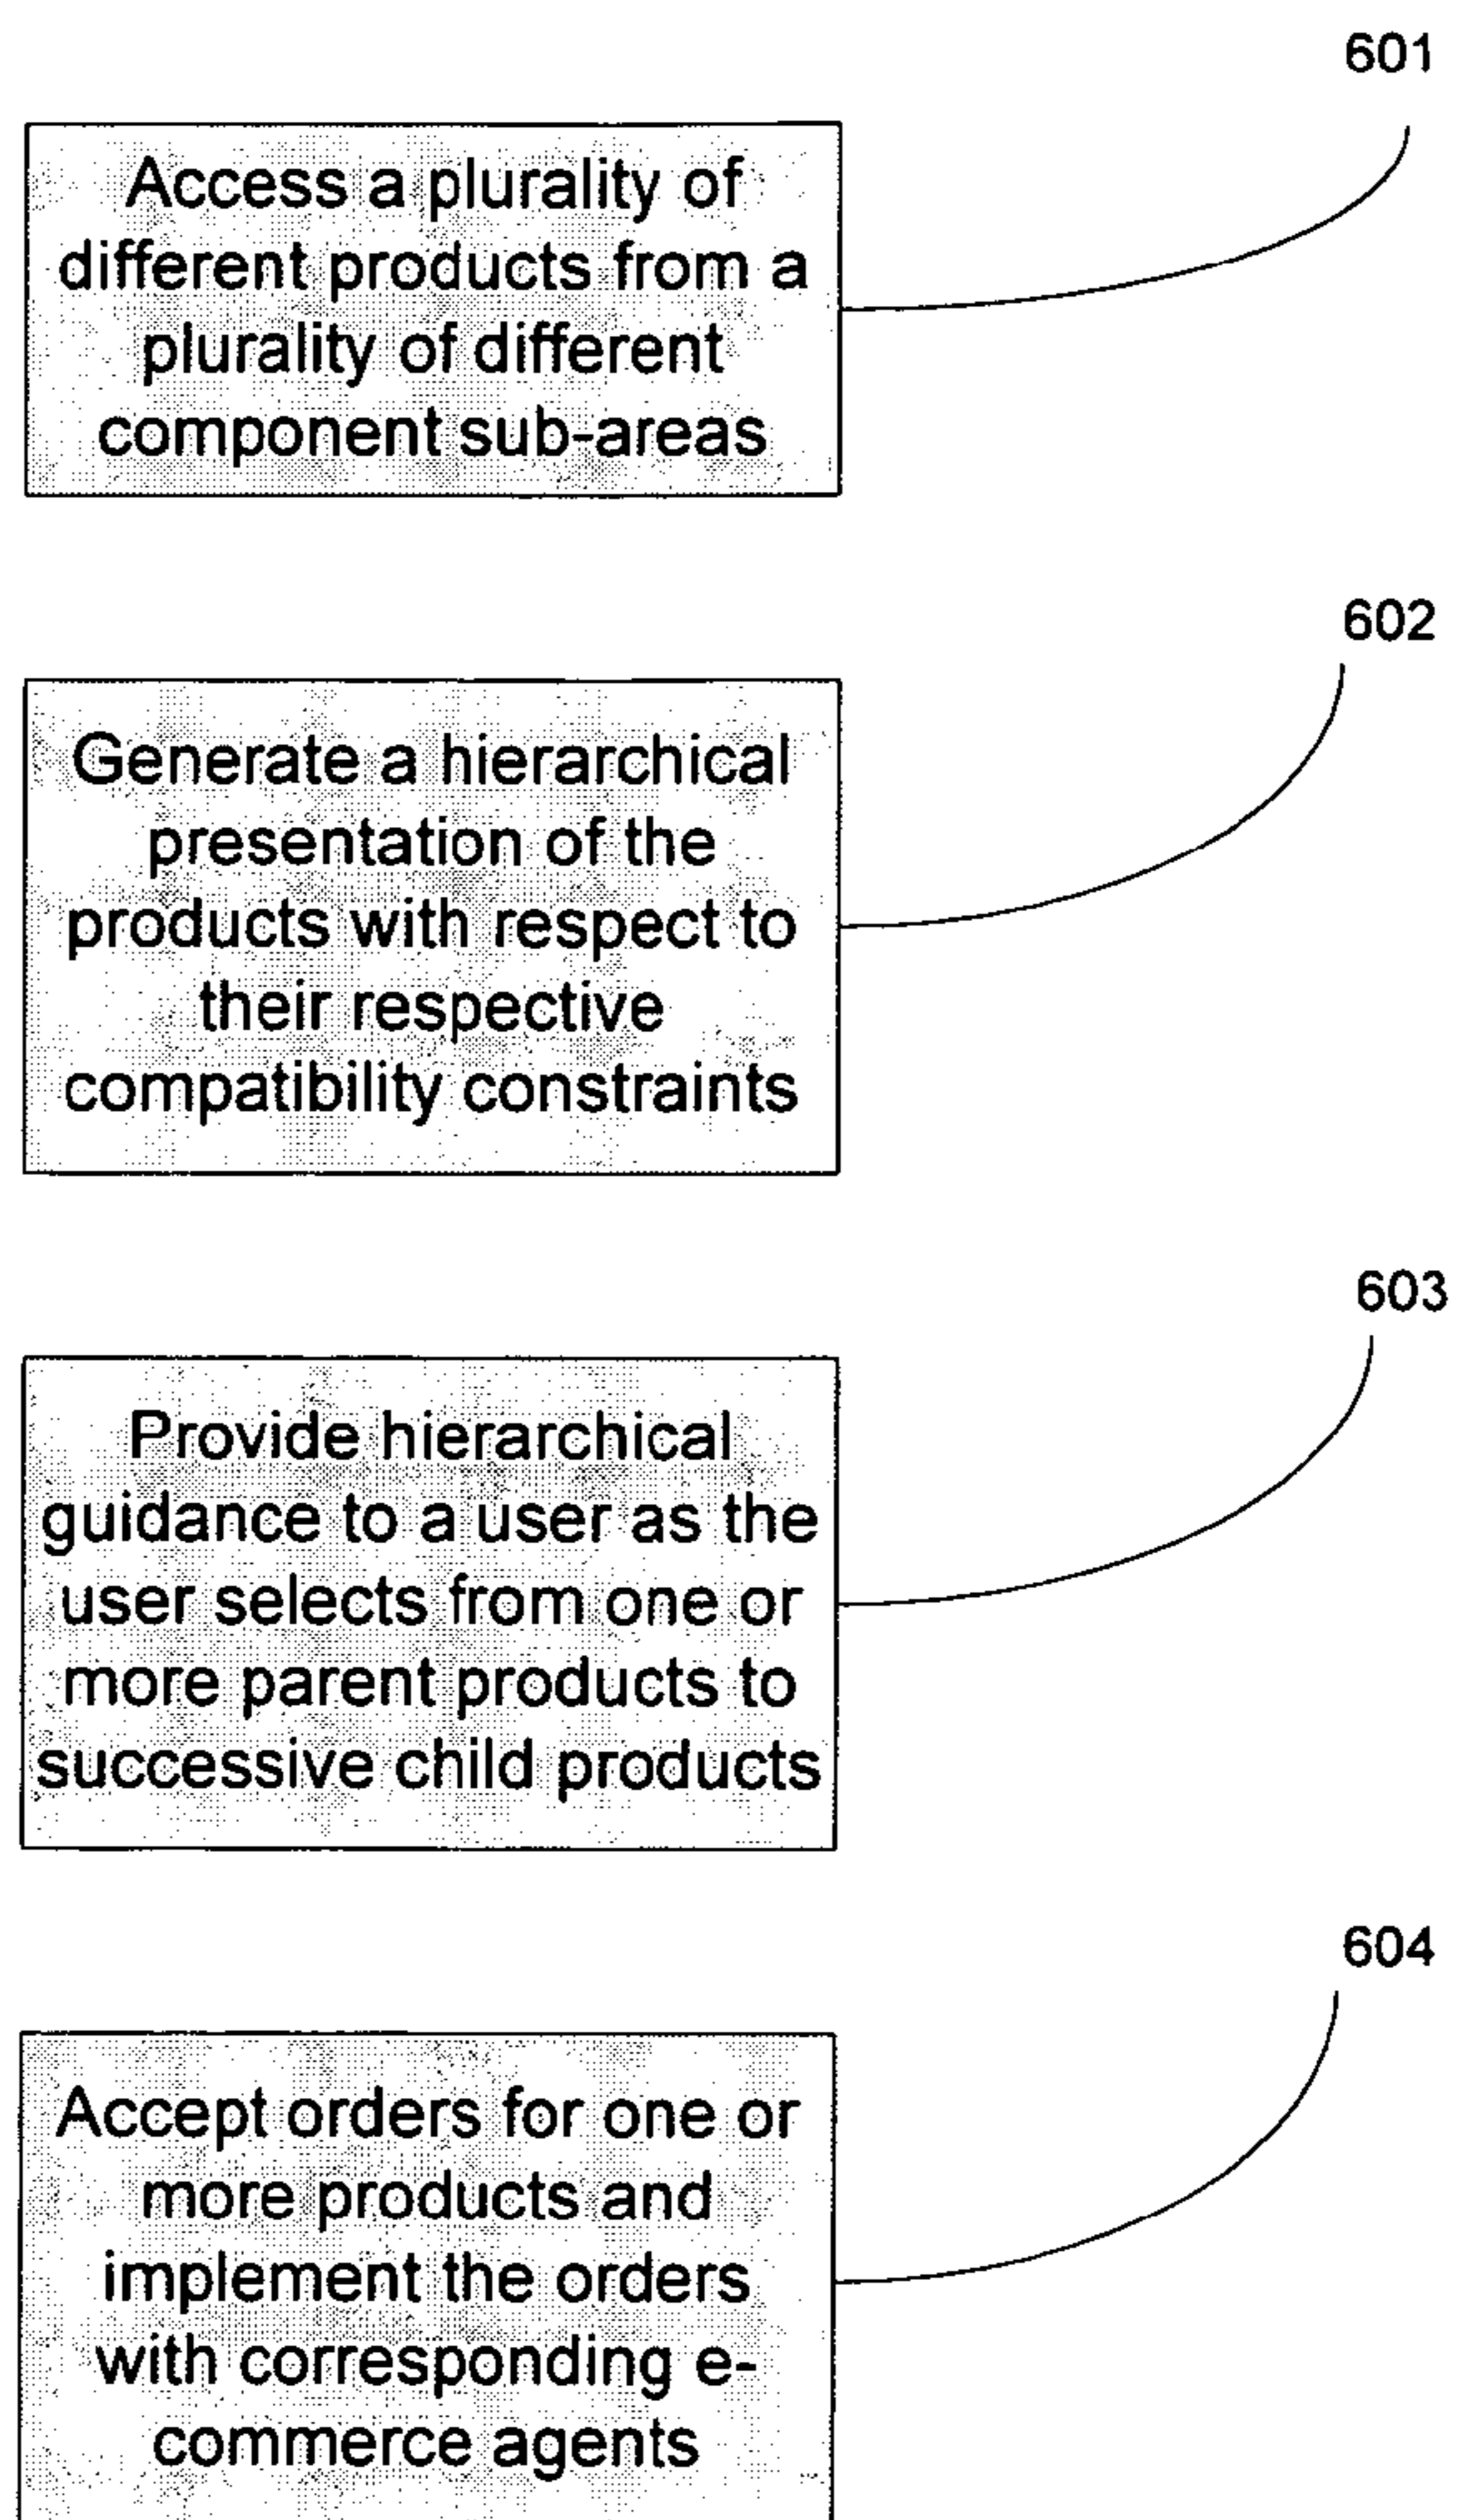 601
Access a plurality of
different products from a
plurality of different
component sub-areas
602
Generate a hierarchical
presentation of the
products with respect to
their respective
compatibility constraints
603
Provide hierarchical
guidance to a user as the
user selects from one or
more parent products to
successive child products
604
Accept orders for one or
more products and
implement the orders
with corresponding e-
commerce agents